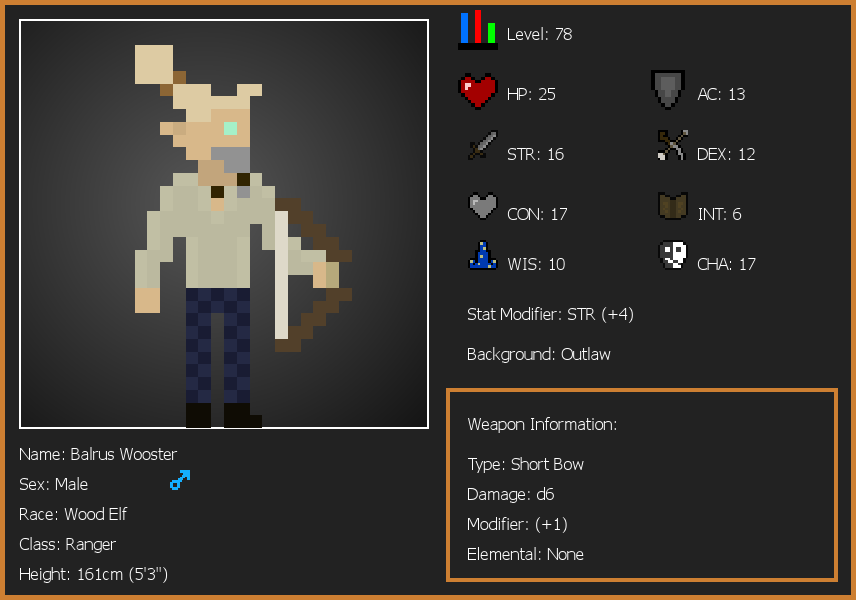 Level: 78
HP: 25
AC: 13
STR: 16
DEX: 12
CON: 17
INT: 6
WIS: 10
CHA: 17
Stat Modifier: STR (+4)
Background: Outlaw
Weapon Information:
Type: Short Bow
Damage: d6
Modifier: (+1)
Elemental: None
Name: Balrus Wooster
Sex: Male
Race: Wood Elf
Class: Ranger
Height: 161cm (5'3")